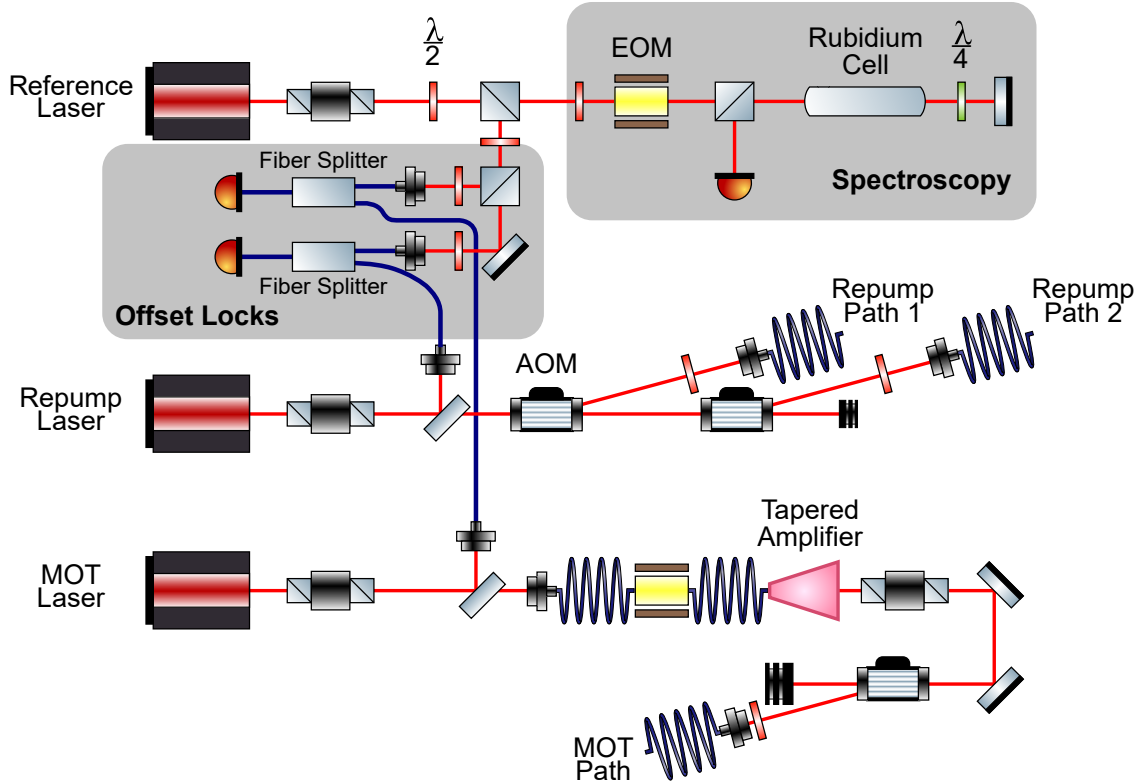 Reference
Laser
λ
2
EOM
Rubidium
Cell
λ
4
Spectroscopy
Fiber Splitter
Fiber Splitter
Offset Locks
Repump
Path 1
Repump
Path 2
Repump
Laser
AOM
MOT
Laser
Tapered
Amplifier
MOT
Path